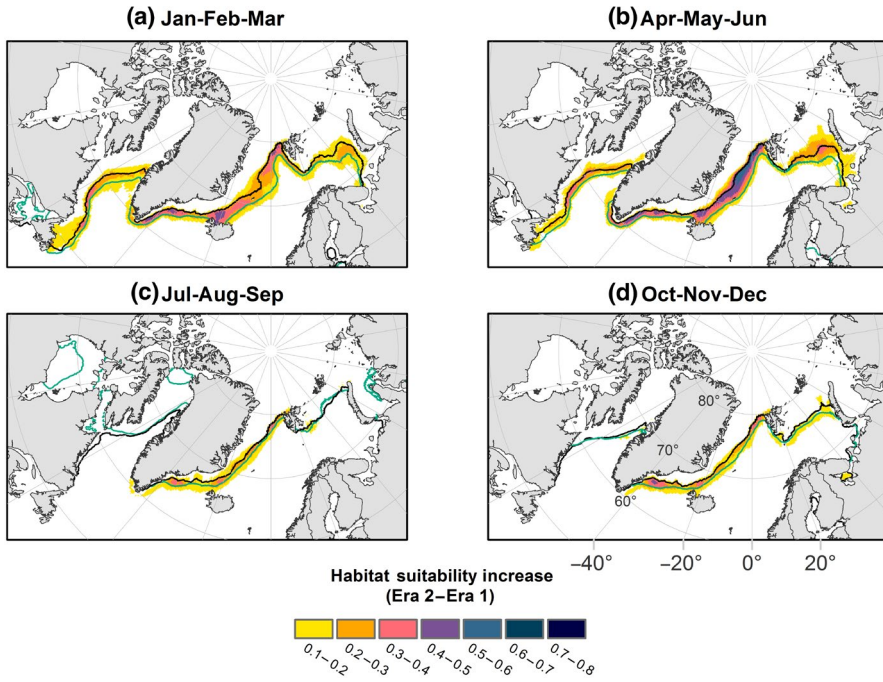 (a) Jan-Feb-Mar
(b) Apr-May-Jun
(c) Jul-Aug-Sep
(d) Oct-Nov-Dec
80°
70°
60°
−40° −20° 0° 20°
Habitat suitability increase
(Era 2−Era 1)
0.1−0.2 0.2−0.3 0.3−0.4 0.4−0.5 0.5−0.6 0.6−0.7 0.7−0.8